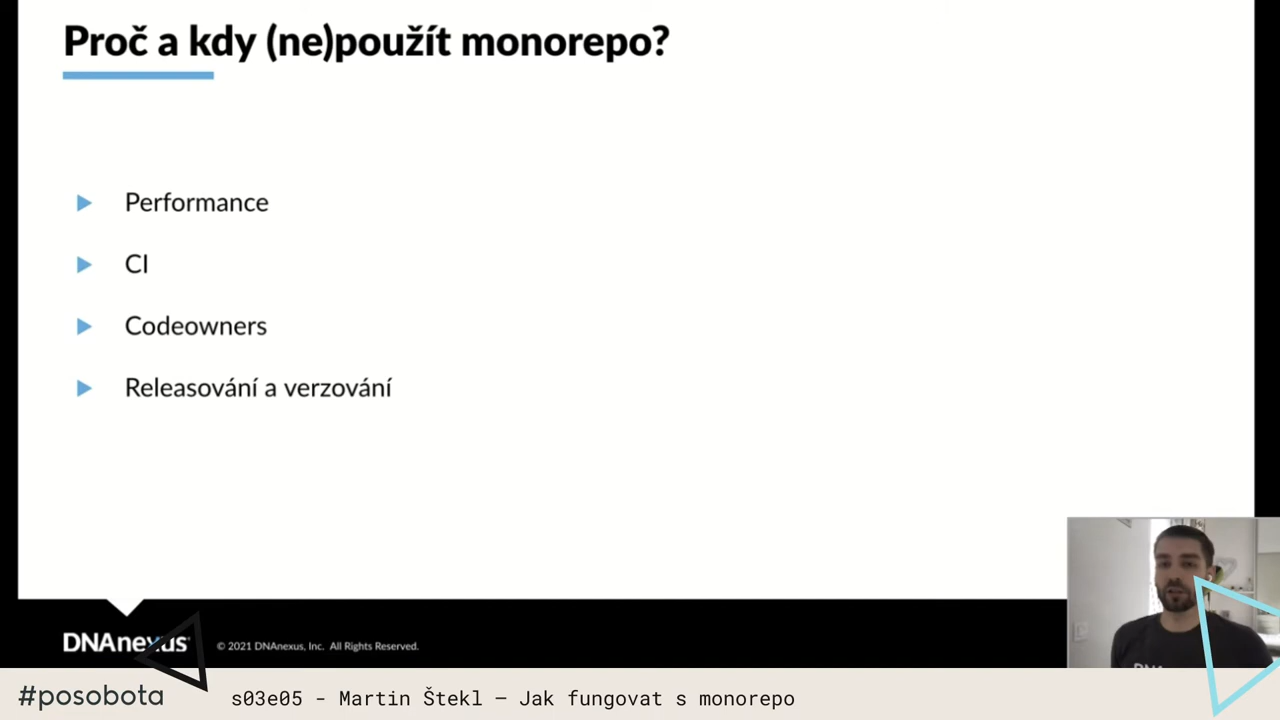 Proč a kdy (ne)použít monorepo?
Performance
CI
Codeowners
Releasování a verzování
DNAnexus
© 2021 DNAnexus, Inc. All Rights Reserved.
#posobota
s03e05 - Martin Štekl – Jak fungovat s monorepo